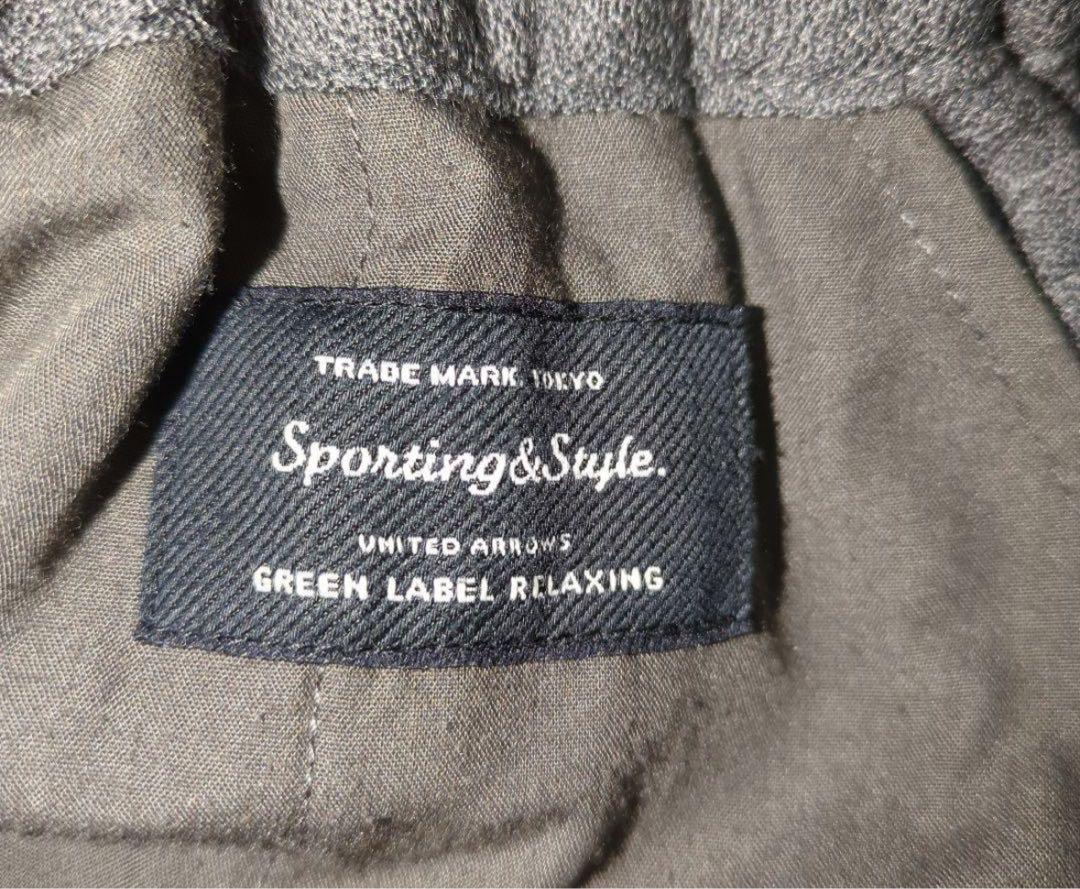 TRADE MARK TOKYO
Sporting&Style.
UNITED ARROWS
GREEN LABEL RELAXING